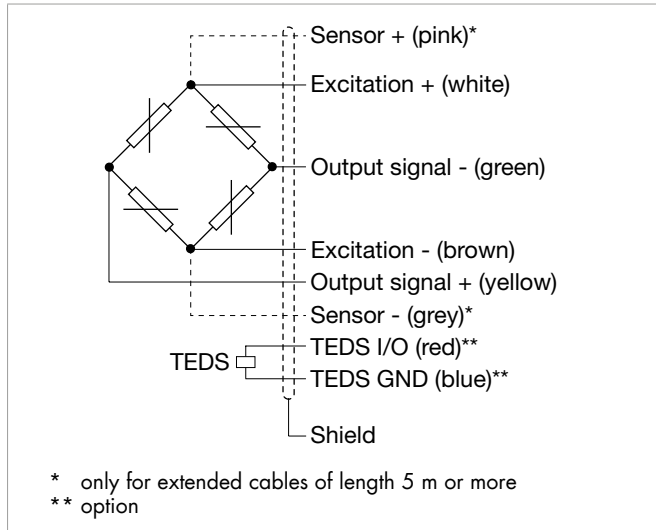 Sensor + (pink)*
Excitation + (white)
Output signal - (green)
Excitation - (brown)
Output signal + (yellow)
Sensor - (grey)*
TEDS I/O (red)**
TEDS
TEDS GND (blue)**
Shield
* only for extended cables of length 5 m or more
** option